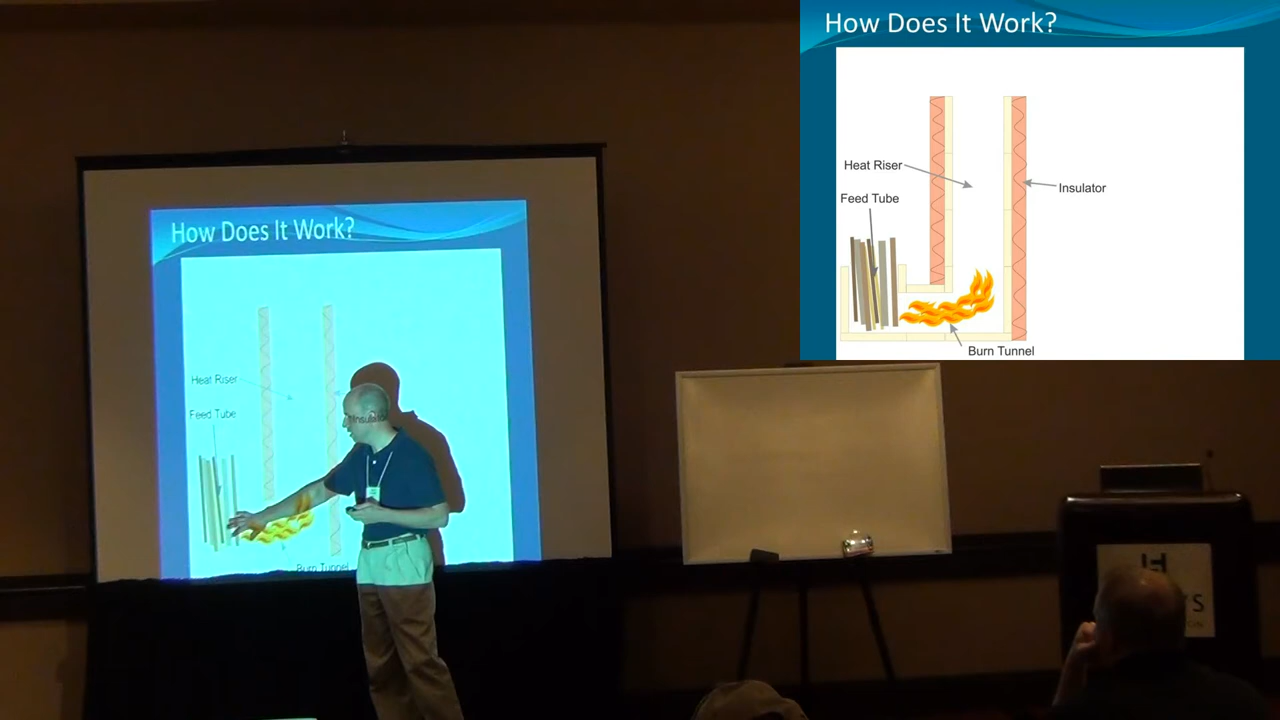 How Does It Work?
Heat Riser
Feed Tube
Insulator
Burn Tunnel
How Does It Work?
Heat Riser
Feed Tube
Burn Tunnel